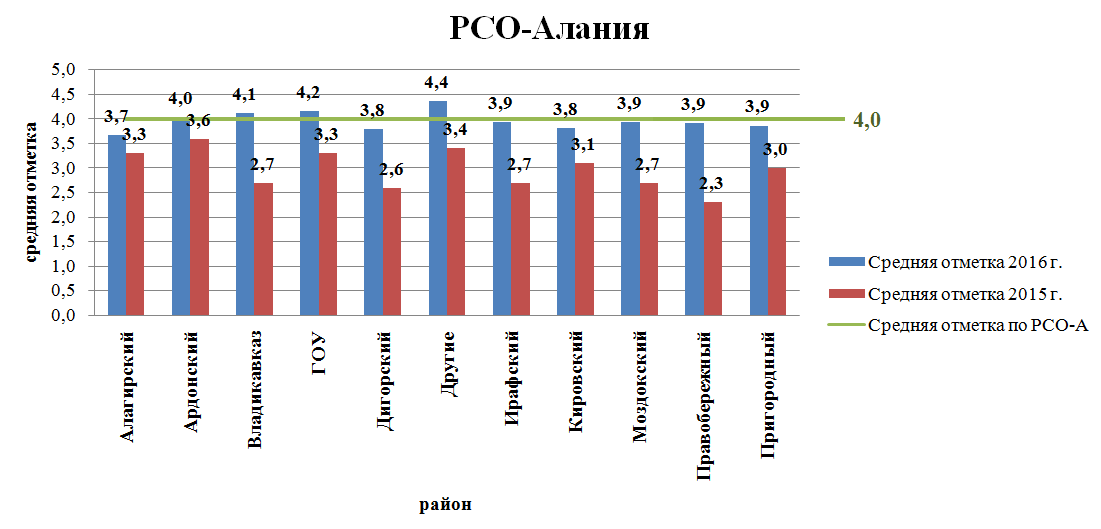 РСО-Алания
средняя отметка
5,0
4,5
4,0
3,5
3,0
2,5
2,0
1,5
1,0
0,5
0,0
3,7
3,3
4,0
3,6
4,1
2,7
4,2
3,3
3,8
2,6
4,4
3,4
3,9
2,7
3,8
3,1
3,9
2,7
3,9
2,3
3,9
3,0
4,0
Алагирский
Ардонский
Владикавказ
ГОУ
Дигорский
Другие
Ирафский
Кировский
Моздокский
Правобережный
Пригородный
район
Средняя отметка 2016 г.
Средняя отметка 2015 г.
Средняя отметка по РСО-А